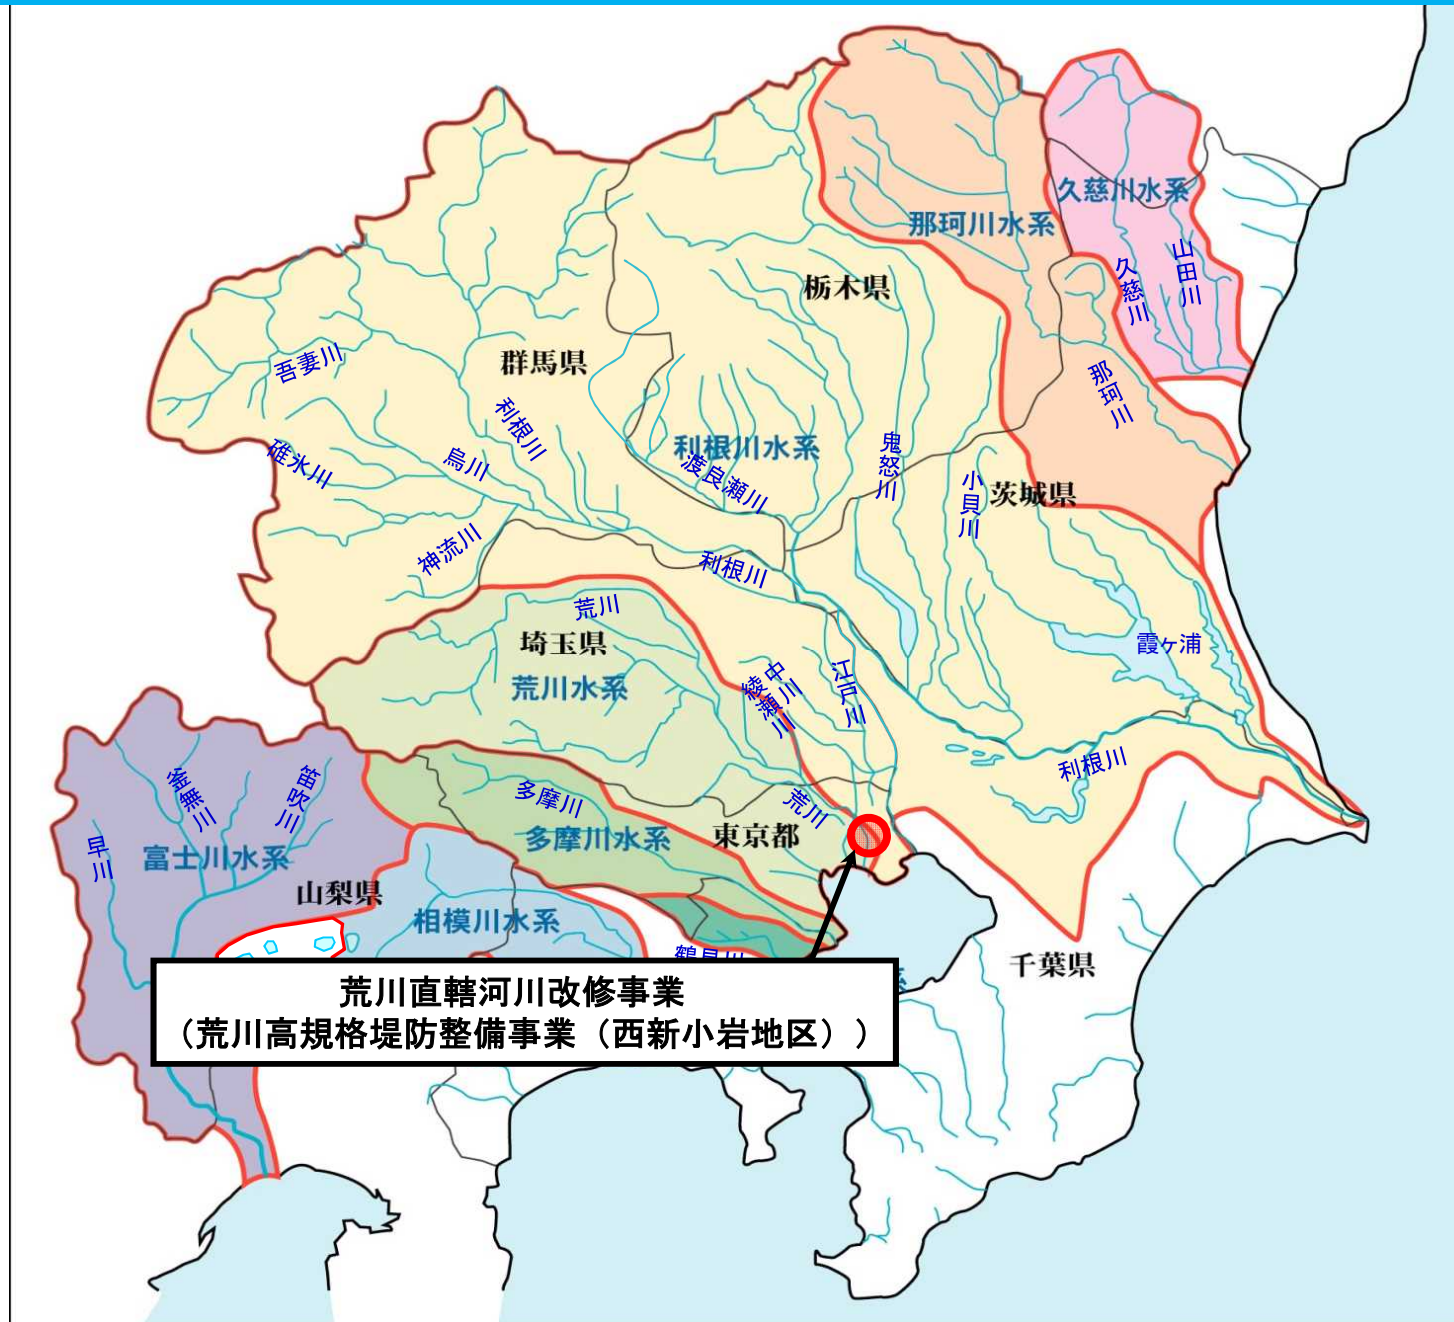 久慈川水系
那珂川水系
山田川
久慈川
栃木県
吾妻川
群馬県
那珂川
利根川
利根川水系
碓氷川
烏川
渡良瀬川
鬼怒川
小貝川
茨城県
神流川
利根川
荒川
埼玉県
荒川水系
霞ヶ浦
綾瀬川
中川
江戸川
利根川
釜無川
笛吹川
多摩川
荒川
早川
富士川水系
多摩川水系
東京都
山梨県
相模川水系
千葉県
荒川直轄河川改修事業
（荒川高規格堤防整備事業（西新小岩地区））